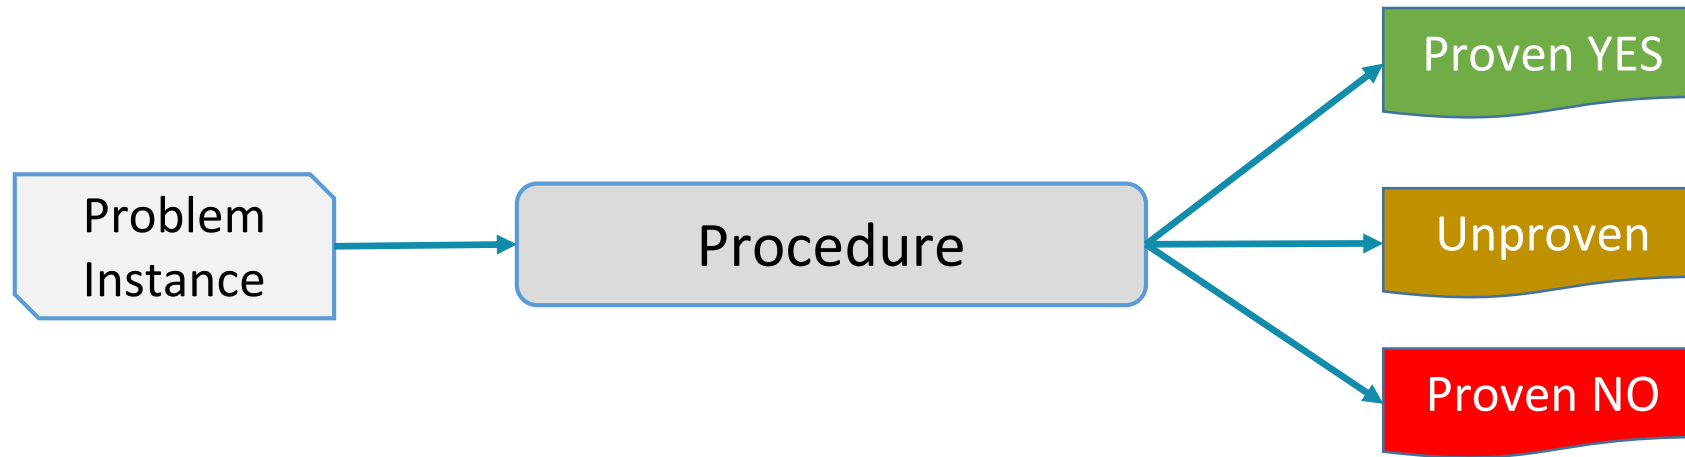 Problem
Instance
Procedure
Proven YES
Unproven
Proven NO